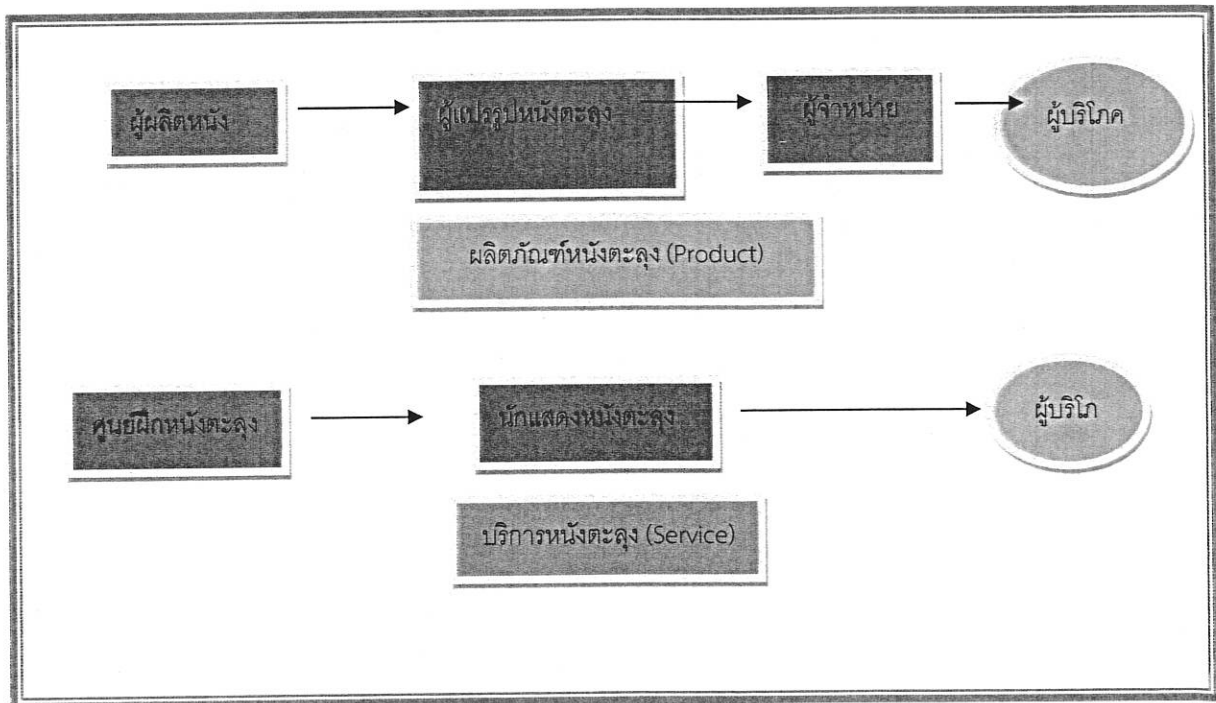 ผู้ผลิตหนัง
ผู้แปรรูปหนังตะลุง
ผู้จำหน่าย
ผู้บริโภค
ผลิตภัณฑ์หนังตะลุง (Product)
ศูนย์ฝึกหนังตะลุง
นักแสดงหนังตะลุง
ผู้บริโภ
บริการหนังตะลุง (Service)